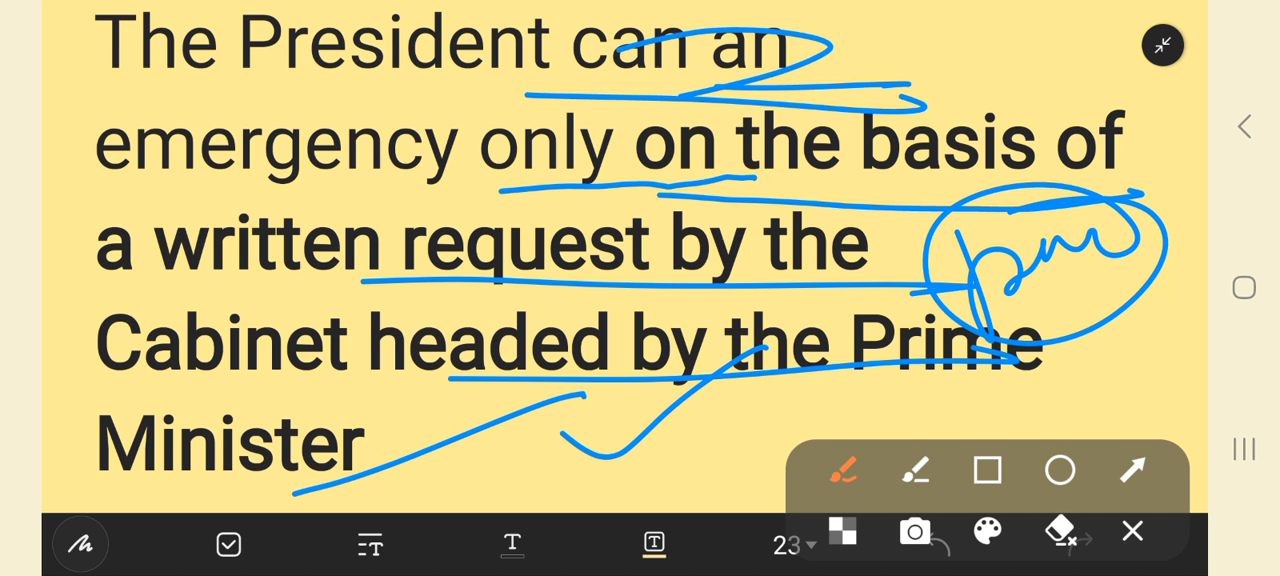 The President can an
emergency only on the basis of
a written request by the
pm
Cabinet headed by the Prime
Minister
23